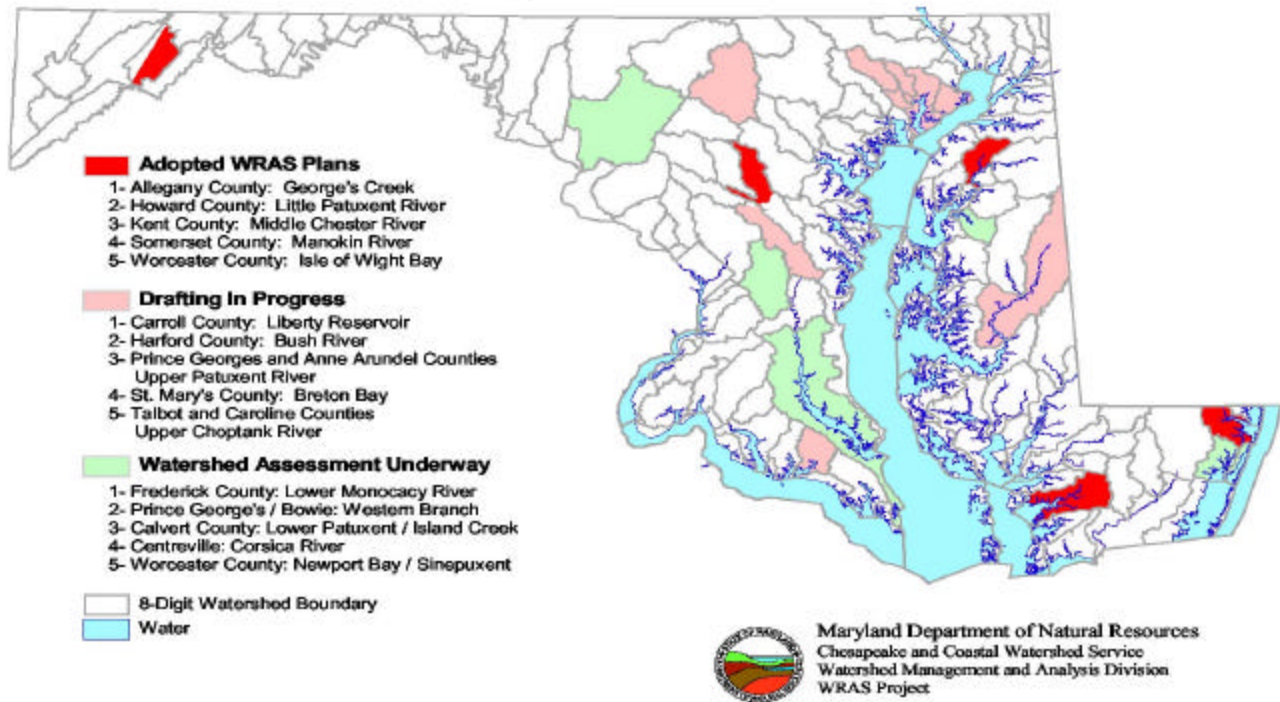 Adopted WRAS Plans
1- Allegany County: George's Creek
2- Howard County: Little Patuxent River
3- Kent County: Middle Chester River
4- Somerset County: Manokin River
5- Worcester County: Isle of Wight Bay
Drafting In Progress
1- Carroll County: Liberty Reservoir
2- Harford County: Bush River
3- Prince Georges and Anne Arundel Counties
Upper Patuxent River
4- St. Mary's County: Breton Bay
5- Talbot and Caroline Counties
Upper Choptank River
Watershed Assessment Underway
1- Frederick County: Lower Monocacy River
2- Prince George's / Bowie: Western Branch
3- Calvert County: Lower Patuxent / Island Creek
4- Centreville: Corsica River
5- Worcester County: Newport Bay / Sinepuxent
8-Digit Watershed Boundary
Water
Maryland Department of Natural Resources
Chesapeake and Coastal Watershed Service
Watershed Management and Analysis Division
WRAS Project